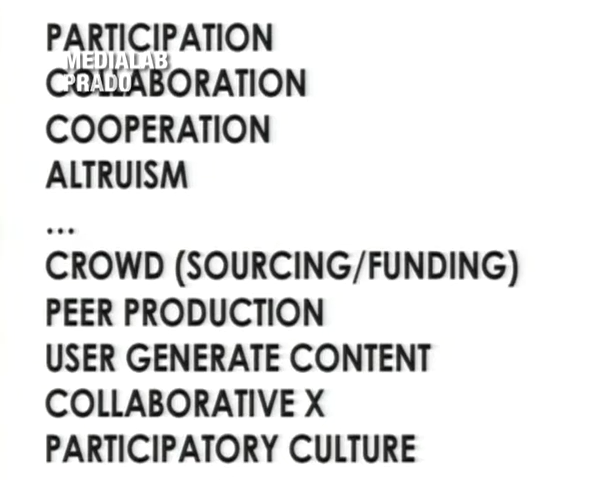 PARTICIPATION
MEDIALAB
PRADO
COLLABORATION
COOPERATION
ALTRUISM
...
CROWD (SOURCING/FUNDING)
PEER PRODUCTION
USER GENERATE CONTENT
COLLABORATIVE X
PARTICIPATORY CULTURE